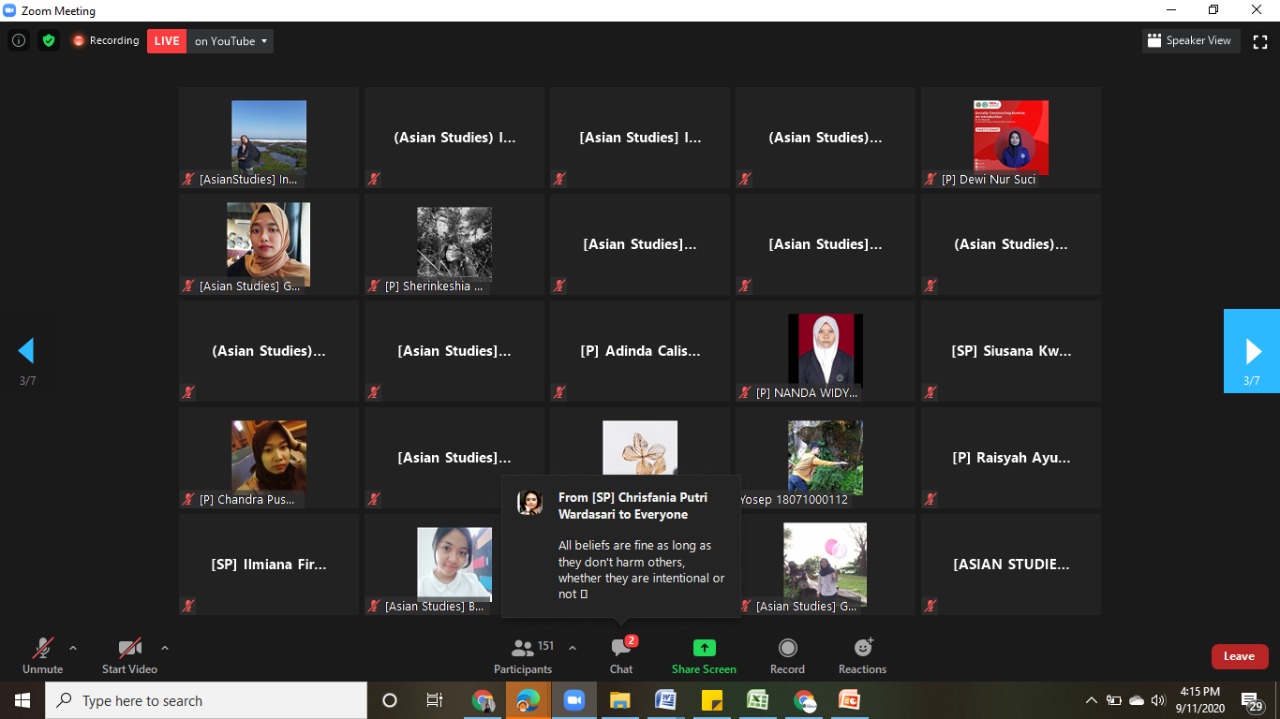 Zoom Meeting
Recording
LIVE
on YouTube
Speaker View
[AsianStudies] In...
(Asian Studies) I...
[Asian Studies] I...
(Asian Studies)...
[P] Dewi Nur Suci
[Asian Studies] G...
[P] Sherinkeshia ...
[Asian Studies]...
[Asian Studies]...
(Asian Studies)...
3/7
(Asian Studies)...
[Asian Studies]...
[P] Adinda Calis...
[P] NANDA WIDY...
[SP] Siusana Kw...
3/7
[P] Chandra Pus...
[Asian Studies]...
Yosep 18071000112
[P] Raisyah Ayu...
From [SP] Chrisfania Putri
Wardasari to Everyone
All beliefs are fine as long as
they don't harm others,
whether they are intentional or
not
[SP] Ilmiana Fir...
[Asian Studies] B...
[Asian Studies] G...
[ASIAN STUDIE...
Unmute
Start Video
151
Participants
2
Chat
Share Screen
Record
Reactions
Leave
Type here to search
4:15 PM
9/11/2020
29